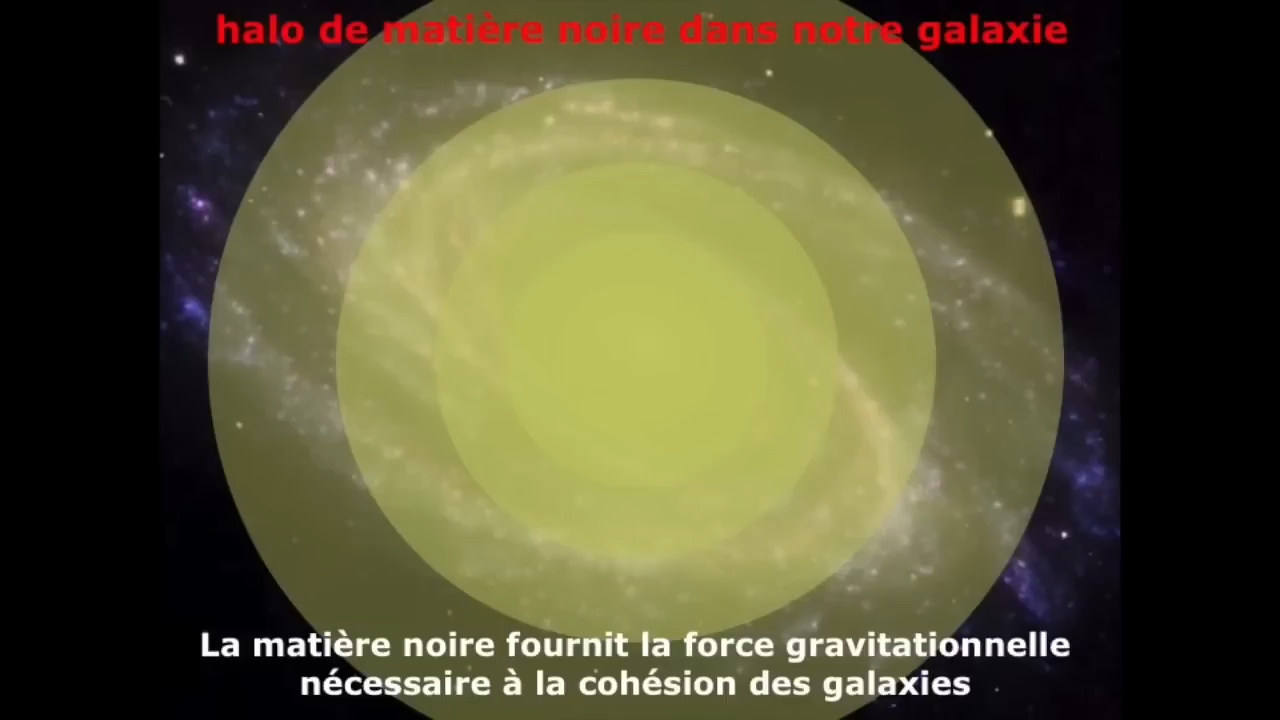 halo de matière noire dans notre galaxie
La matière noire fournit la force gravitationnelle
nécessaire à la cohésion des galaxies